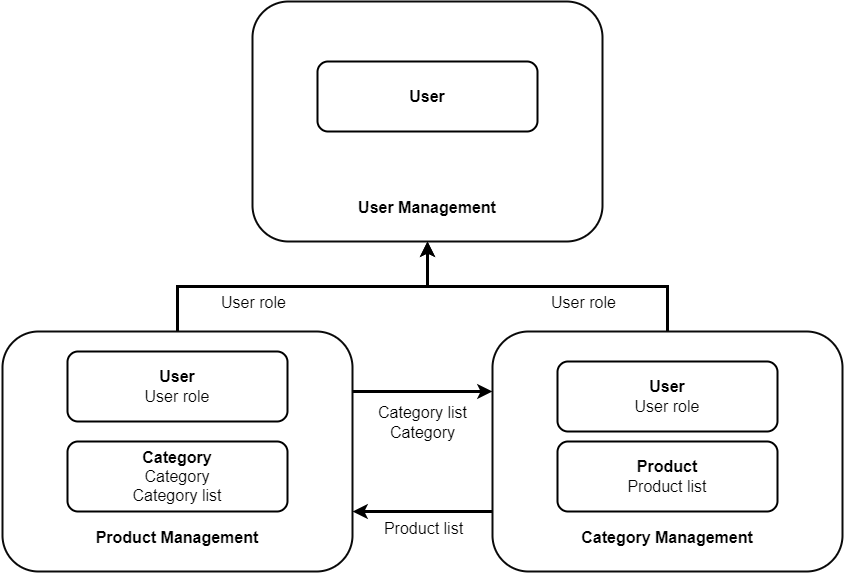 User
User Management
User role
User role
User
User role
Category
Category
Category list
Product Management
Category list
Category
Product list
User
User role
Product
Product list
Category Management